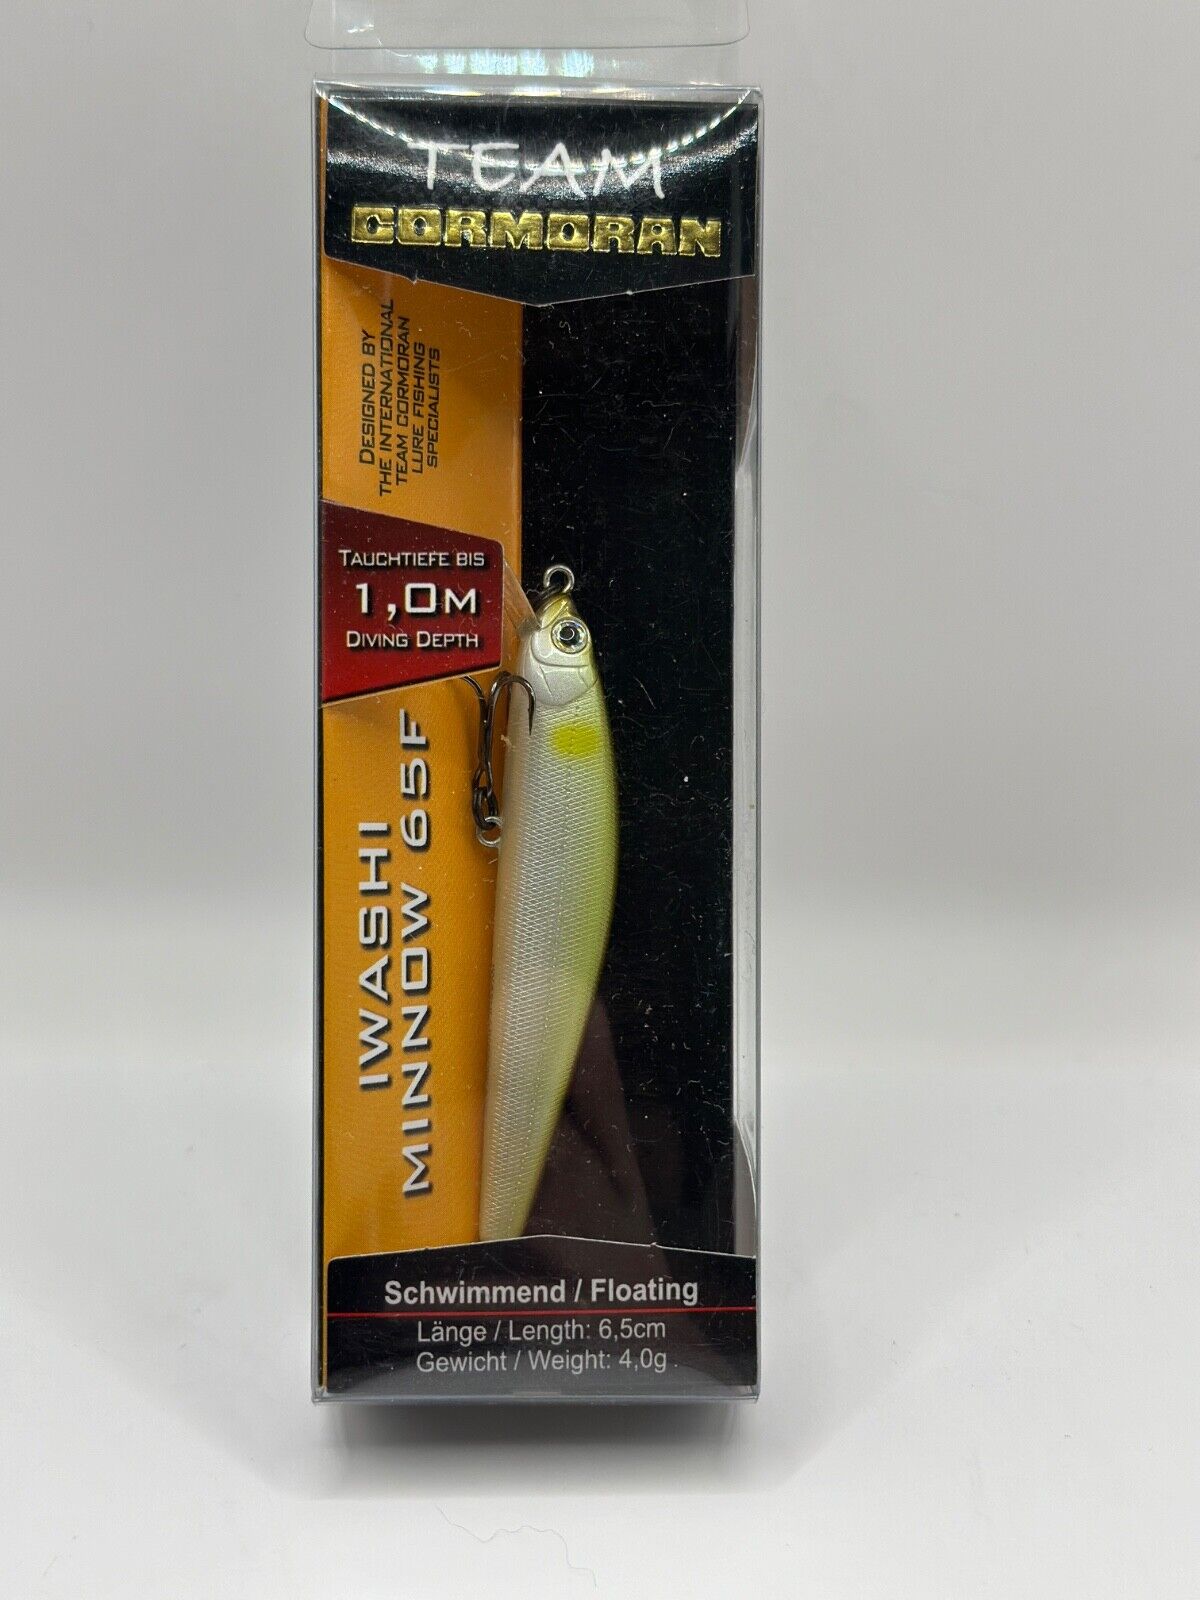 TEAM
CORMORAN
DESIGNED BY
THE INTERNATIONAL
TEAM CORMORAN
LURE FISHING
SPECIALISTS
TAUCHTIEFE BIS
1,0M
DIVING DEPTH
IWASHI
MINNOW 65F
Schwimmend / Floating
Länge / Length: 6,5cm
Gewicht / Weight: 4,0g